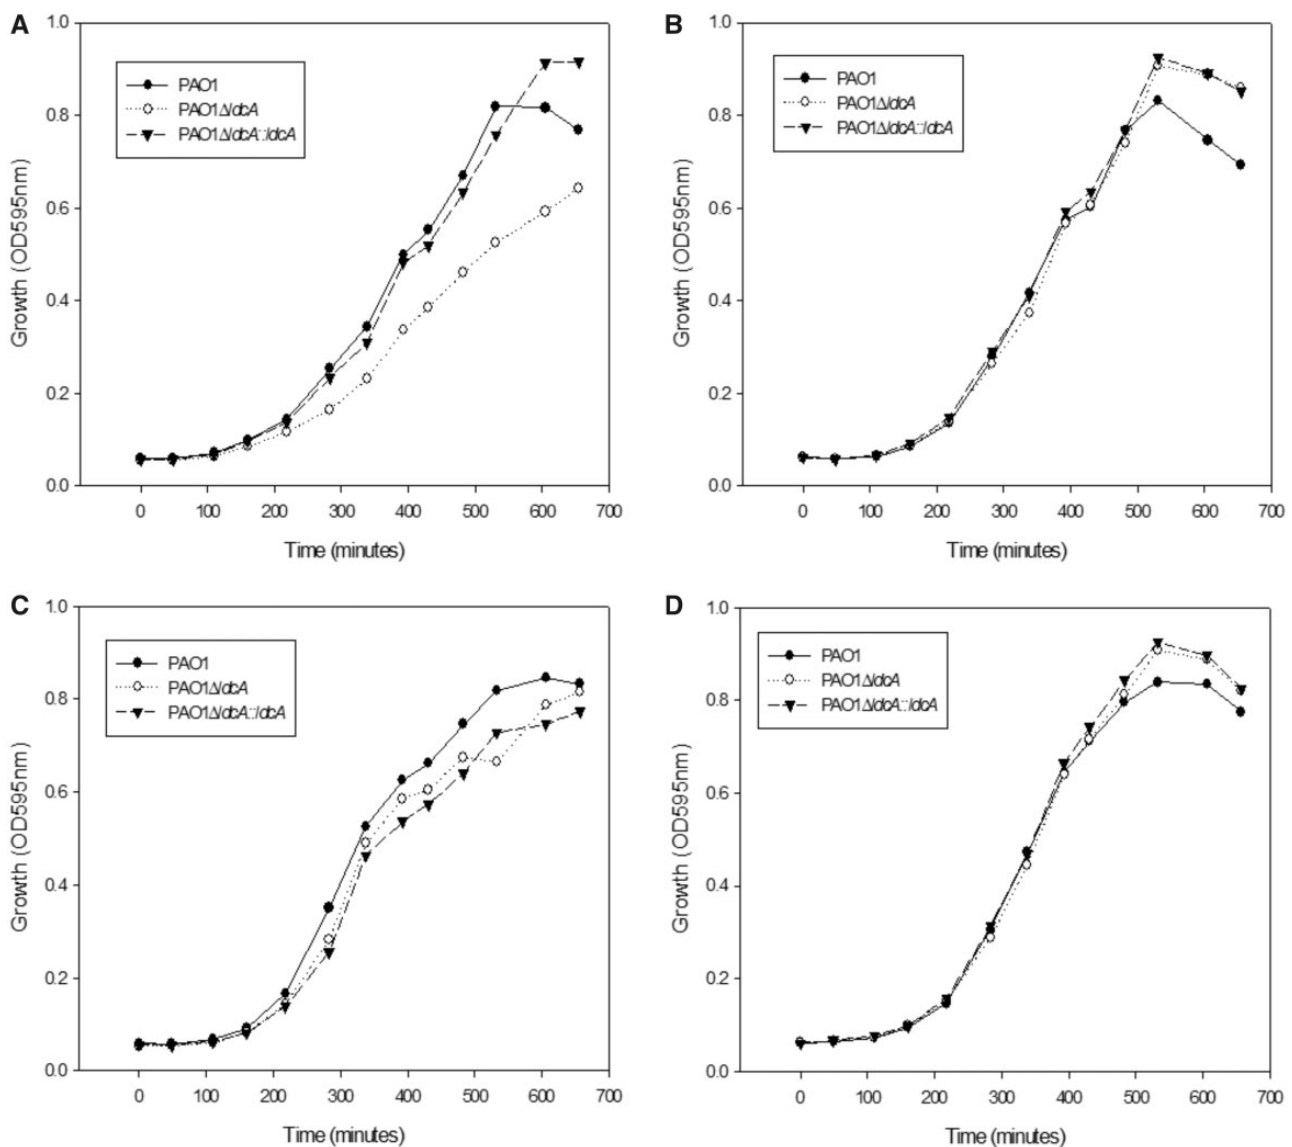 A
1.0
0.8
0.6
0.4
0.2
0.0
Growth (OD595nm)
PAO1
PAO1ΔldcA
PAO1ΔldcA::ldcA
0 100 200 300 400 500 600 700
Time (minutes)
B
1.0
0.8
0.6
0.4
0.2
0.0
Growth (OD595nm)
PAO1
PAO1ΔldcA
PAO1ΔldcA::ldcA
0 100 200 300 400 500 600 700
Time (minutes)
C
1.0
0.8
0.6
0.4
0.2
0.0
Growth (OD595nm)
PAO1
PAO1ΔldcA
PAO1ΔldcA::ldcA
0 100 200 300 400 500 600 700
Time (minutes)
D
1.0
0.8
0.6
0.4
0.2
0.0
Growth (OD595nm)
PAO1
PAO1ΔldcA
PAO1ΔldcA::ldcA
0 100 200 300 400 500 600 700
Time (minutes)